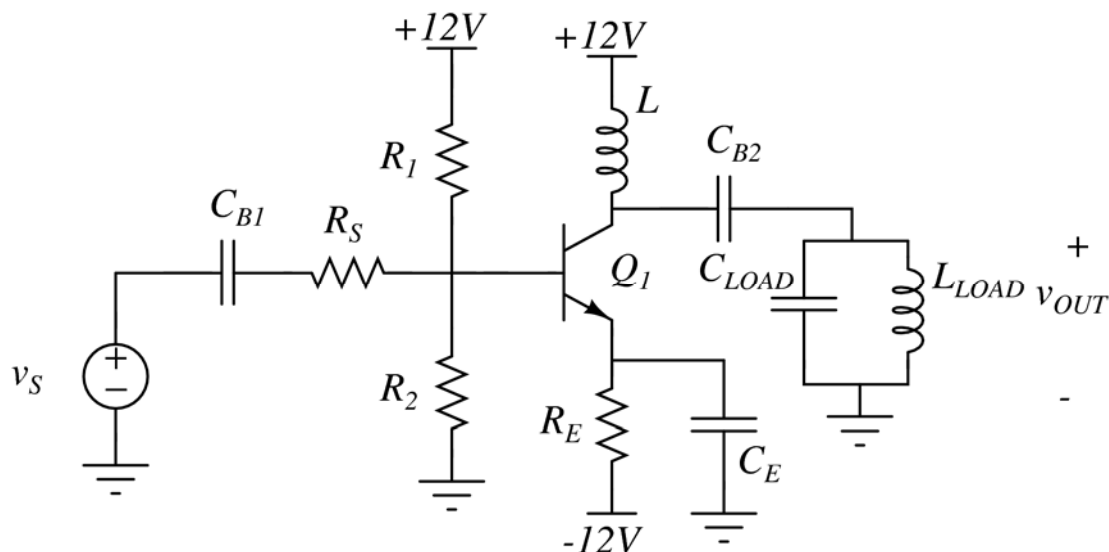 +12V
+12V
L
R1
CB2
CB1
RS
+
Q1
CLOAD
LLOAD
vOUT
+
−
vS
R2
-
RE
CE
-12V